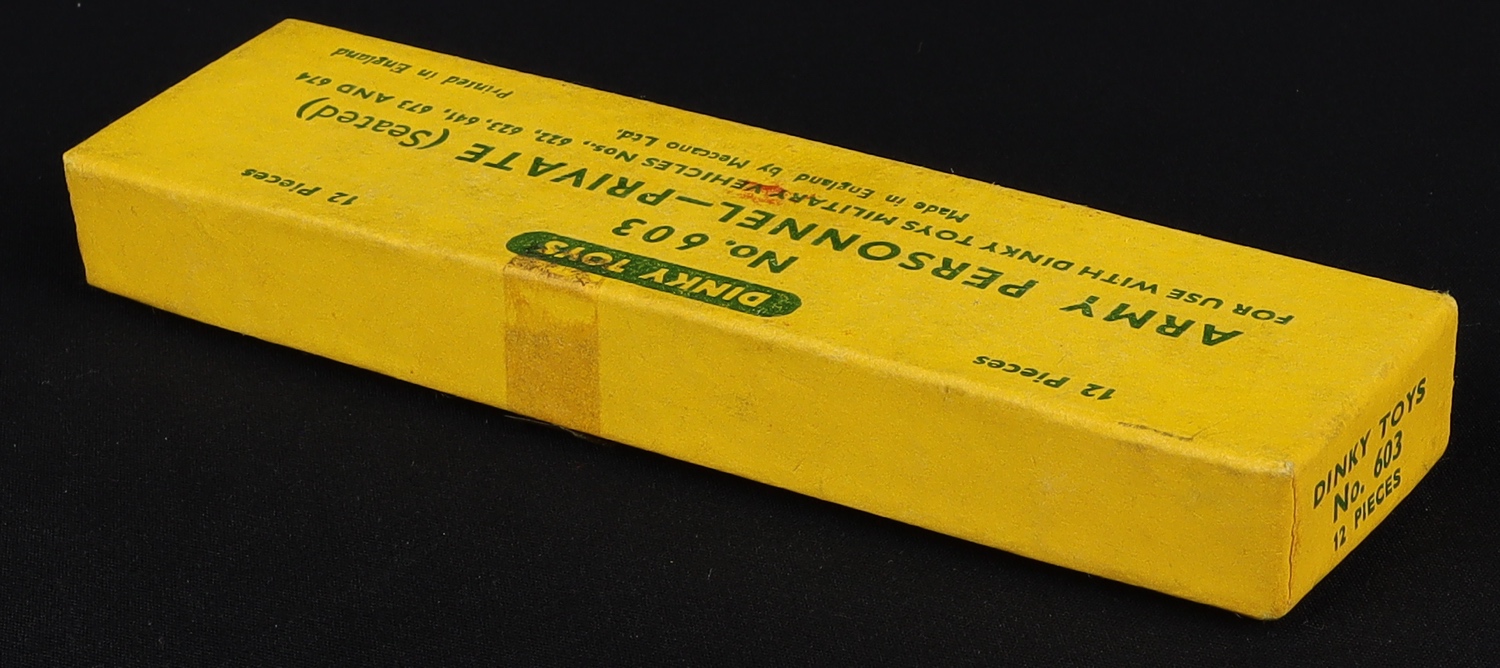 DINKY TOYS
No. 603
12 Pieces
12 Pieces
ARMY PERSONNEL—PRIVATE (Seated)
FOR USE WITH DINKY TOYS MILITARY VEHICLES Nos., 622, 623, 641, 673 AND 674
Made in England by Meccano Ltd.
Printed in England
DINKY TOYS
No. 603
12 PIECES